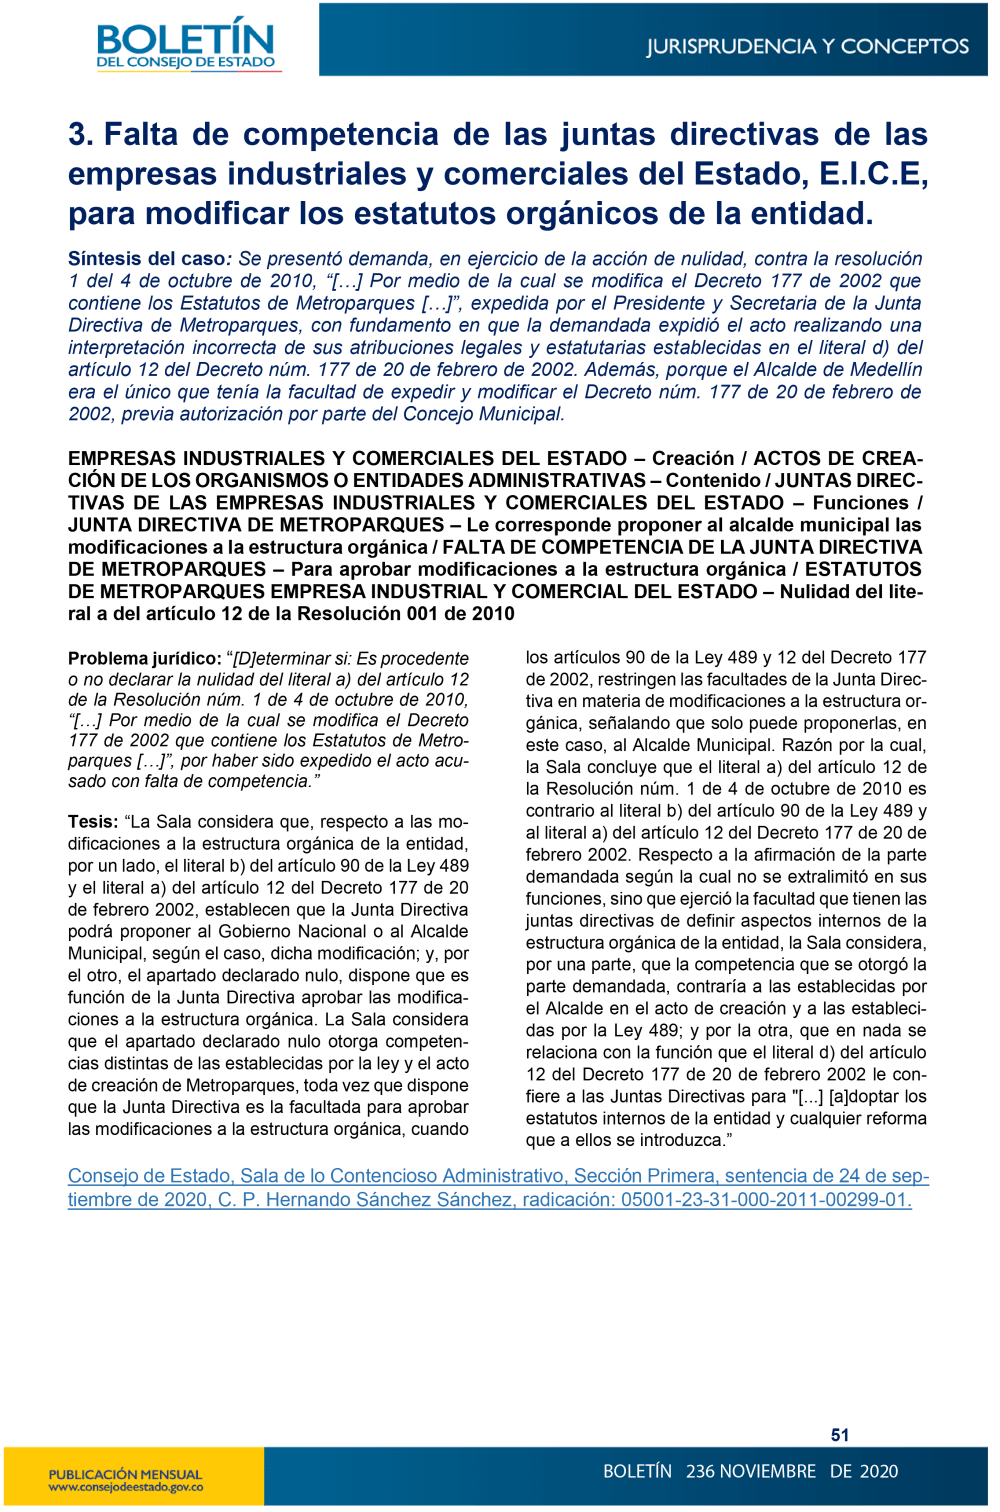 BOLETÍN
DEL CONSEJO DE ESTADO
JURISPRUDENCIA Y CONCEPTOS
3. Falta de competencia de las juntas directivas de las
empresas industriales y comerciales del Estado, E.I.C.E,
para modificar los estatutos orgánicos de la entidad.
Síntesis del caso: Se presentó demanda, en ejercicio de la acción de nulidad, contra la resolución
1 del 4 de octubre de 2010, “[…] Por medio de la cual se modifica el Decreto 177 de 2002 que
contiene los Estatutos de Metroparques […]”, expedida por el Presidente y Secretaria de la Junta
Directiva de Metroparques, con fundamento en que la demandada expidió el acto realizando una
interpretación incorrecta de sus atribuciones legales y estatutarias establecidas en el literal d) del
artículo 12 del Decreto núm. 177 de 20 de febrero de 2002. Además, porque el Alcalde de Medellín
era el único que tenía la facultad de expedir y modificar el Decreto núm. 177 de 20 de febrero de
2002, previa autorización por parte del Concejo Municipal.
EMPRESAS INDUSTRIALES Y COMERCIALES DEL ESTADO – Creación / ACTOS DE CREA-
CIÓN DE LOS ORGANISMOS O ENTIDADES ADMINISTRATIVAS – Contenido / JUNTAS DIREC-
TIVAS DE LAS EMPRESAS INDUSTRIALES Y COMERCIALES DEL ESTADO – Funciones /
JUNTA DIRECTIVA DE METROPARQUES – Le corresponde proponer al alcalde municipal las
modificaciones a la estructura orgánica / FALTA DE COMPETENCIA DE LA JUNTA DIRECTIVA
DE METROPARQUES – Para aprobar modificaciones a la estructura orgánica / ESTATUTOS
DE METROPARQUES EMPRESA INDUSTRIAL Y COMERCIAL DEL ESTADO – Nulidad del lite-
ral a del artículo 12 de la Resolución 001 de 2010
Problema jurídico: “[D]eterminar si: Es procedente
o no declarar la nulidad del literal a) del artículo 12
de la Resolución núm. 1 de 4 de octubre de 2010,
“[…] Por medio de la cual se modifica el Decreto
177 de 2002 que contiene los Estatutos de Metro-
parques […]”, por haber sido expedido el acto acu-
sado con falta de competencia.”
Tesis: “La Sala considera que, respecto a las mo-
dificaciones a la estructura orgánica de la entidad,
por un lado, el literal b) del artículo 90 de la Ley 489
y el literal a) del artículo 12 del Decreto 177 de 20
de febrero 2002, establecen que la Junta Directiva
podrá proponer al Gobierno Nacional o al Alcalde
Municipal, según el caso, dicha modificación; y, por
el otro, el apartado declarado nulo, dispone que es
función de la Junta Directiva aprobar las modifica-
ciones a la estructura orgánica. La Sala considera
que el apartado declarado nulo otorga competen-
cias distintas de las establecidas por la ley y el acto
de creación de Metroparques, toda vez que dispone
que la Junta Directiva es la facultada para aprobar
las modificaciones a la estructura orgánica, cuando
los artículos 90 de la Ley 489 y 12 del Decreto 177
de 2002, restringen las facultades de la Junta Direc-
tiva en materia de modificaciones a la estructura or-
gánica, señalando que solo puede proponerlas, en
este caso, al Alcalde Municipal. Razón por la cual,
la Sala concluye que el literal a) del artículo 12 de
la Resolución núm. 1 de 4 de octubre de 2010 es
contrario al literal b) del artículo 90 de la Ley 489 y
al literal a) del artículo 12 del Decreto 177 de 20 de
febrero 2002. Respecto a la afirmación de la parte
demandada según la cual no se extralimitó en sus
funciones, sino que ejerció la facultad que tienen las
juntas directivas de definir aspectos internos de la
estructura orgánica de la entidad, la Sala considera,
por una parte, que la competencia que se otorgó la
parte demandada, contraría a las establecidas por
el Alcalde en el acto de creación y a las estableci-
das por la Ley 489; y por la otra, que en nada se
relaciona con la función que el literal d) del artículo
12 del Decreto 177 de 20 de febrero 2002 le con-
fiere a las Juntas Directivas para "[...] [a]doptar los
estatutos internos de la entidad y cualquier reforma
que a ellos se introduzca.”
Consejo de Estado, Sala de lo Contencioso Administrativo, Sección Primera, sentencia de 24 de sep-
tiembre de 2020, C. P. Hernando Sánchez Sánchez, radicación: 05001-23-31-000-2011-00299-01.
51
PUBLICACIÓN MENSUAL
www.consejodeestado.gov.co
BOLETÍN 236 NOVIEMBRE DE 2020